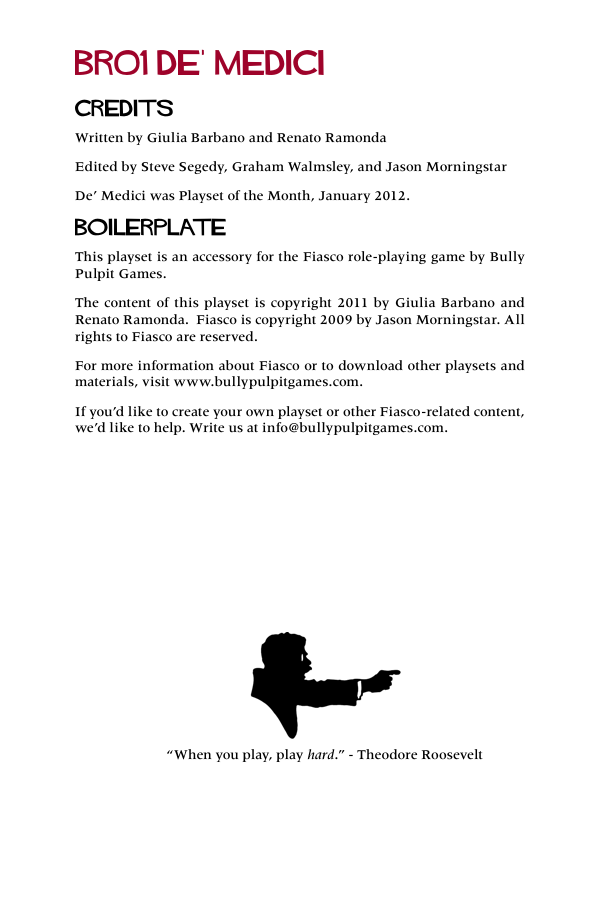 BRO1 DE' MEDICI
CREDITS
Written by Giulia Barbano and Renato Ramonda
Edited by Steve Segedy, Graham Walmsley, and Jason Morningstar
De’ Medici was Playset of the Month, January 2012.
BOILERPLATE
This playset is an accessory for the Fiasco role-playing game by Bully
Pulpit Games.
The content of this playset is copyright 2011 by Giulia Barbano and
Renato Ramonda.  Fiasco is copyright 2009 by Jason Morningstar. All
rights to Fiasco are reserved.
For more information about Fiasco or to download other playsets and
materials, visit www.bullypulpitgames.com.
If you’d like to create your own playset or other Fiasco-related content,
we’d like to help. Write us at info@bullypulpitgames.com.
“When you play, play hard.” - Theodore Roosevelt